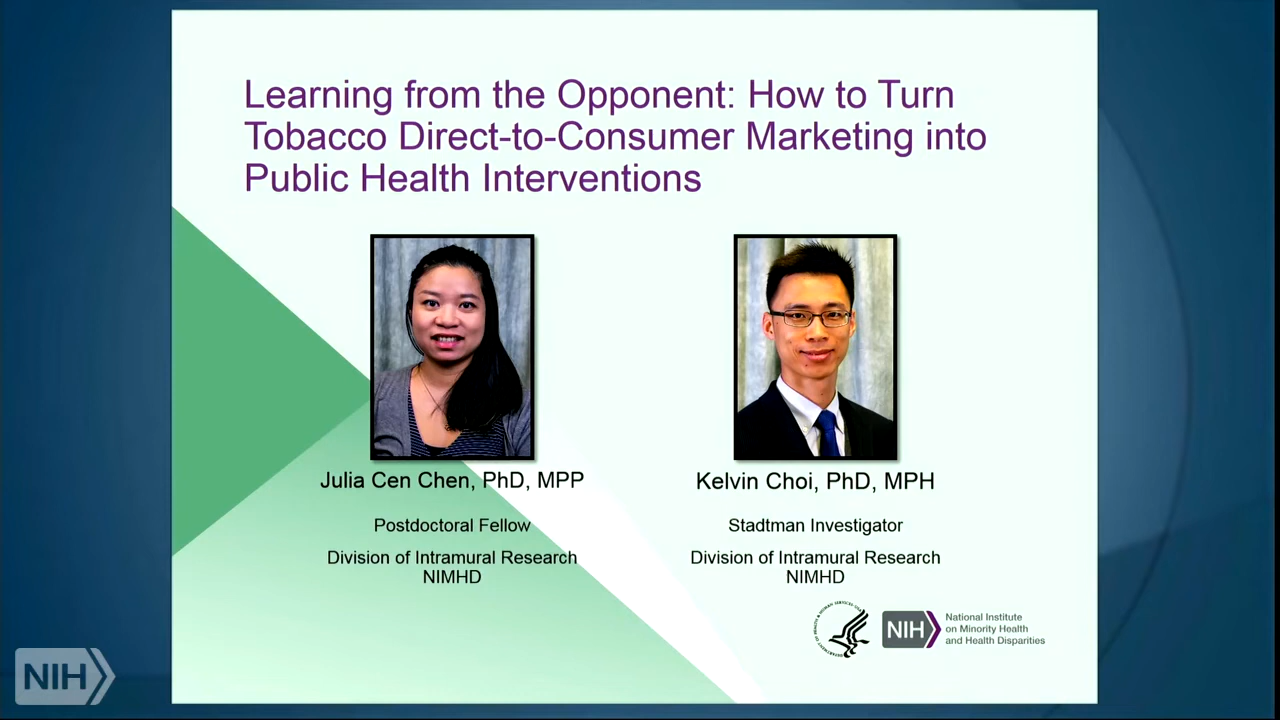 Learning from the Opponent: How to Turn
Tobacco Direct-to-Consumer Marketing into
Public Health Interventions
Julia Cen Chen, PhD, MPP
Postdoctoral Fellow
Division of Intramural Research
NIMHD
Kelvin Choi, PhD, MPH
Stadtman Investigator
Division of Intramural Research
NIMHD
NIH
National Institute
on Minority Health
and Health Disparities
NIH